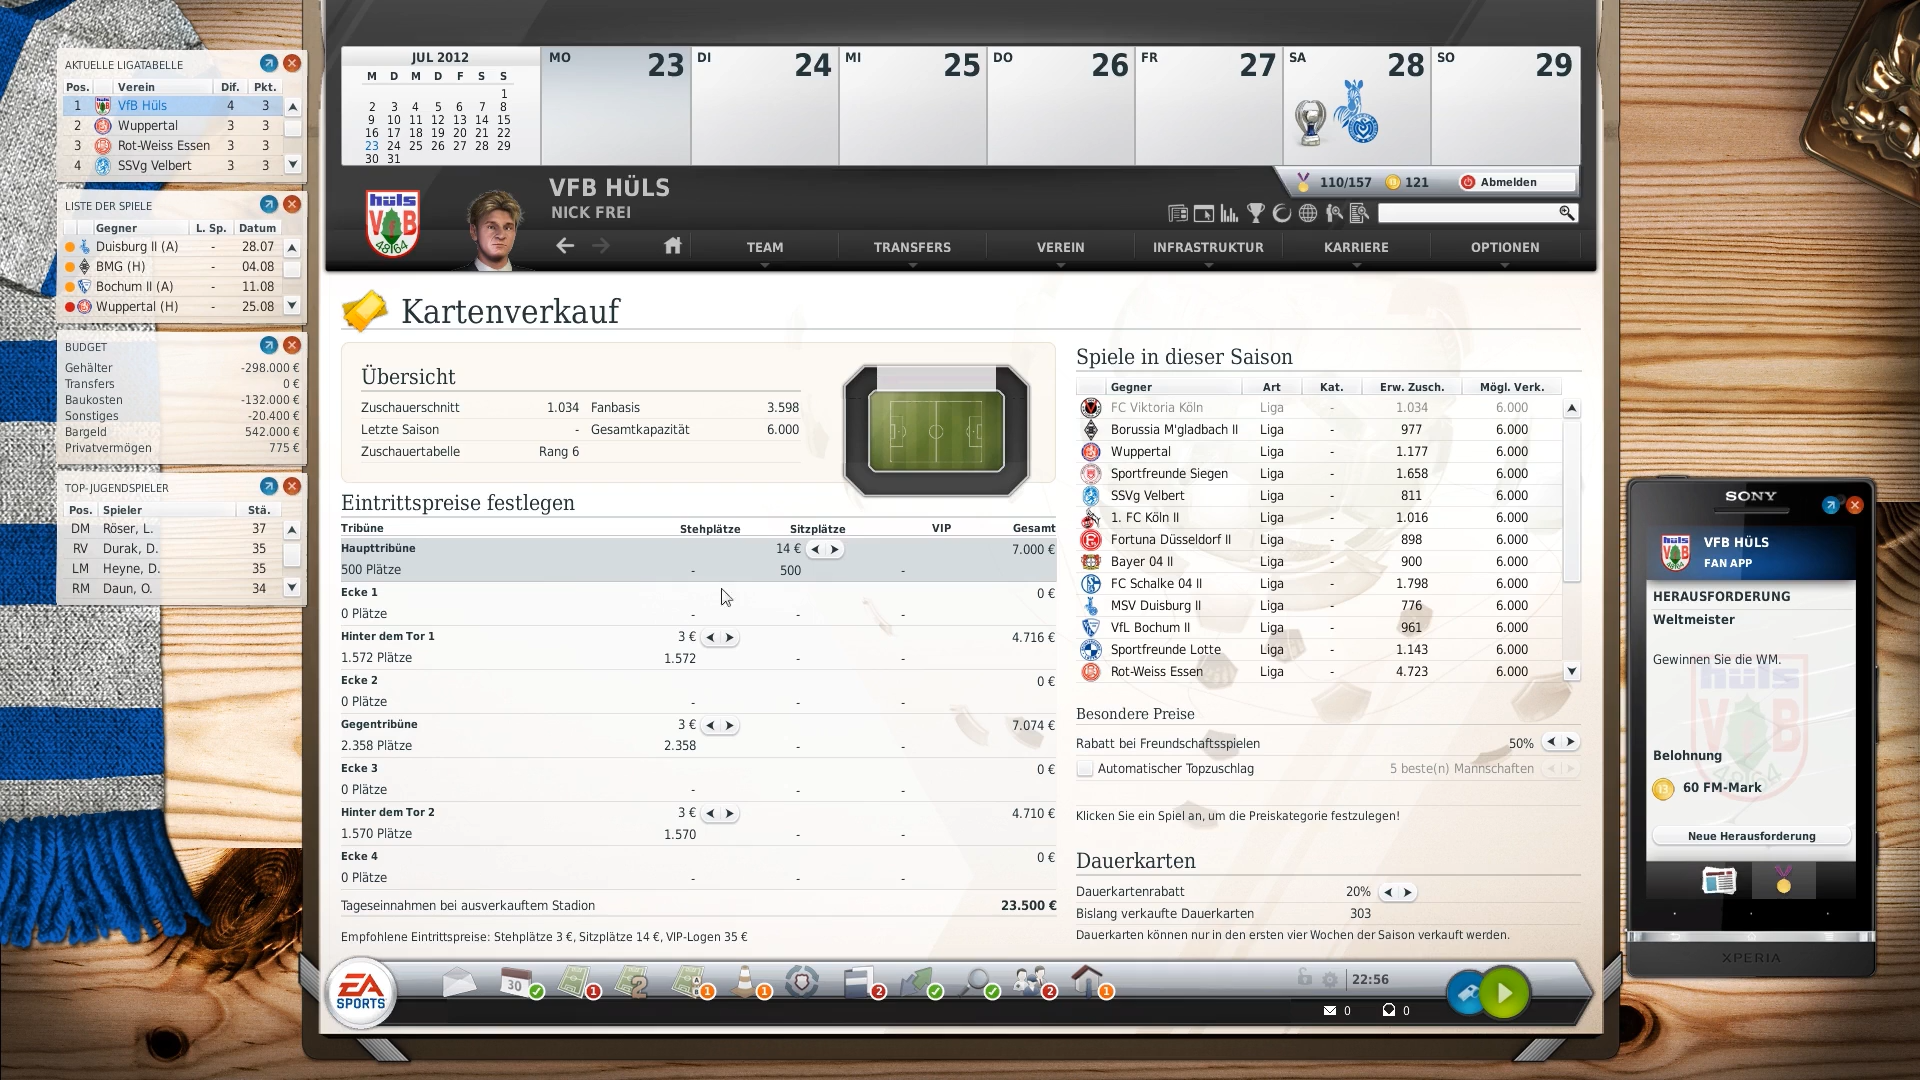 AKTUELLE LIGATABELLE
Pos. Verein Dif. Pkt.
1 VfB Hüls 4 3
2 Wuppertal 3 3
3 Rot-Weiss Essen 3 3
4 SSVg Velbert 3 3
LISTE DER SPIELE
Gegner L. Sp. Datum
Duisburg II (A) - 28.07
BMG (H) - 04.08
Bochum II (A) - 11.08
Wuppertal (H) - 25.08
BUDGET
Gehälter -298.000 €
Transfers 0 €
Baukosten -132.000 €
Sonstiges -20.400 €
Bargeld 542.000 €
Privatvermögen 775 €
TOP-JUGENDSPIELER
Pos. Spieler Stä.
DM Röser, L. 37
RV Durak, D. 35
LM Heyne, D. 35
RM Daun, O. 34
JUL 2012
M D M D F S S
1
2 3 4 5 6 7 8
9 10 11 12 13 14 15
16 17 18 19 20 21 22
23 24 25 26 27 28 29
30 31
MO 23 DI 24 MI 25 DO 26 FR 27 SA 28 SO 29
110/157 121 Abmelden
hüls
VfB
48/64
VFB HÜLS
NICK FREI
TEAM TRANSFERS VEREIN INFRASTRUKTUR KARRIERE OPTIONEN
Kartenverkauf
Übersicht
Zuschauerschnitt 1.034 Fanbasis 3.598
Letzte Saison - Gesamtkapazität 6.000
Zuschauertabelle Rang 6
Eintrittspreise festlegen
Tribüne Stehplätze Sitzplätze VIP Gesamt
Haupttribüne 14 € 7.000 €
500 Plätze - 500 -
Ecke 1 0 €
0 Plätze - - -
Hinter dem Tor 1 3 € 4.716 €
1.572 Plätze 1.572 - -
Ecke 2 0 €
0 Plätze - - -
Gegentribüne 3 € 7.074 €
2.358 Plätze 2.358 - -
Ecke 3 0 €
0 Plätze - - -
Hinter dem Tor 2 3 € 4.710 €
1.570 Plätze 1.570 - -
Ecke 4 0 €
0 Plätze - - -
Tageseinnahmen bei ausverkauftem Stadion 23.500 €
Empfohlene Eintrittspreise: Stehplätze 3 €, Sitzplätze 14 €, VIP-Logen 35 €
Spiele in dieser Saison
Gegner Art Kat. Erw. Zusch. Mögl. Verk.
FC Viktoria Köln Liga - 1.034 6.000
Borussia M'gladbach II Liga - 977 6.000
Wuppertal Liga - 1.177 6.000
Sportfreunde Siegen Liga - 1.658 6.000
SSVg Velbert Liga - 811 6.000
1. FC Köln II Liga - 1.016 6.000
Fortuna Düsseldorf II Liga - 898 6.000
Bayer 04 II Liga - 900 6.000
FC Schalke 04 II Liga - 1.798 6.000
MSV Duisburg II Liga - 776 6.000
VfL Bochum II Liga - 961 6.000
Sportfreunde Lotte Liga - 1.143 6.000
Rot-Weiss Essen Liga - 4.723 6.000
Besondere Preise
Rabatt bei Freundschaftsspielen 50%
Automatischer Topzuschlag 5 beste(n) Mannschaften
Klicken Sie ein Spiel an, um die Preiskategorie festzulegen!
Dauerkarten
Dauerkartenrabatt 20%
Bislang verkaufte Dauerkarten 303
Dauerkarten können nur in den ersten vier Wochen der Saison verkauft werden.
SONY
VFB HÜLS
FAN APP
HERAUSFORDERUNG
Weltmeister
Gewinnen Sie die WM.
Belohnung
13 60 FM-Mark
Neue Herausforderung
XPERIA
EA
SPORTS
30 1 2 1 1 2 2 1
22:56
0 0